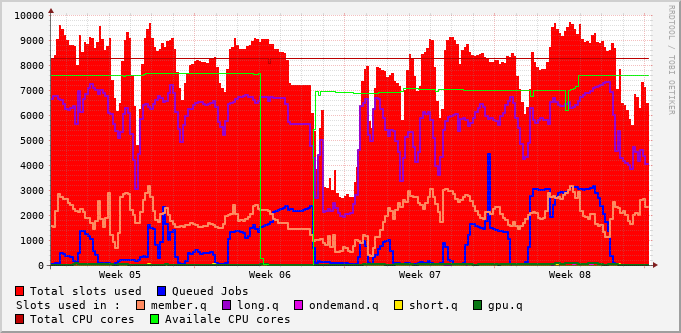 10000
9000
8000
7000
6000
5000
4000
3000
2000
1000
0
Week 05 Week 06 Week 07 Week 08
RRDTOOL / TOBI OETIKER
Total slots used Queued Jobs
Slots used in : member.q long.q ondemand.q short.q gpu.q
Total CPU cores Availale CPU cores